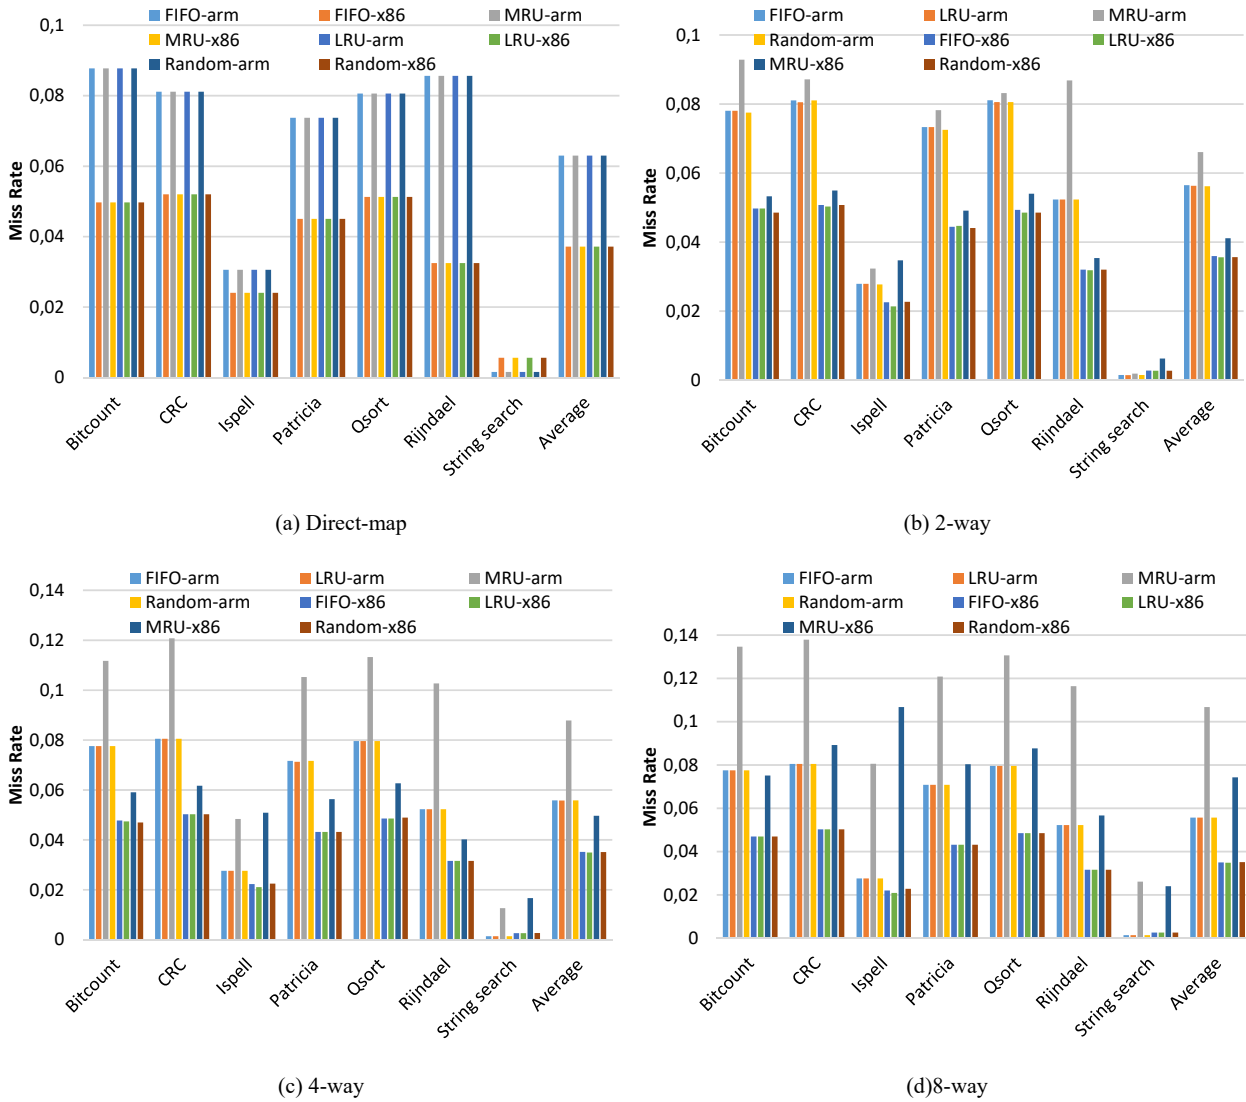 FIFO-arm FIFO-x86 MRU-arm
MRU-x86 LRU-arm LRU-x86
Random-arm Random-x86
0,1
0,08
0,06
0,04
0,02
0
Miss Rate
Bitcount CRC Ispell Patricia Qsort Rijndael String search Average
(a) Direct-map
FIFO-arm LRU-arm MRU-arm
Random-arm FIFO-x86 LRU-x86
MRU-x86 Random-x86
0,1
0,08
0,06
0,04
0,02
0
Miss Rate
Bitcount CRC Ispell Patricia Qsort Rijndael String search Average
(b) 2-way
FIFO-arm LRU-arm MRU-arm
Random-arm FIFO-x86 LRU-x86
MRU-x86 Random-x86
0,14
0,12
0,1
0,08
0,06
0,04
0,02
0
Miss Rate
Bitcount CRC Ispell Patricia Qsort Rijndael String search Average
(c) 4-way
FIFO-arm LRU-arm MRU-arm
Random-arm FIFO-x86 LRU-x86
MRU-x86 Random-x86
0,14
0,12
0,1
0,08
0,06
0,04
0,02
0
Miss Rate
Bitcount CRC Ispell Patricia Qsort Rijndael String search Average
(d)8-way